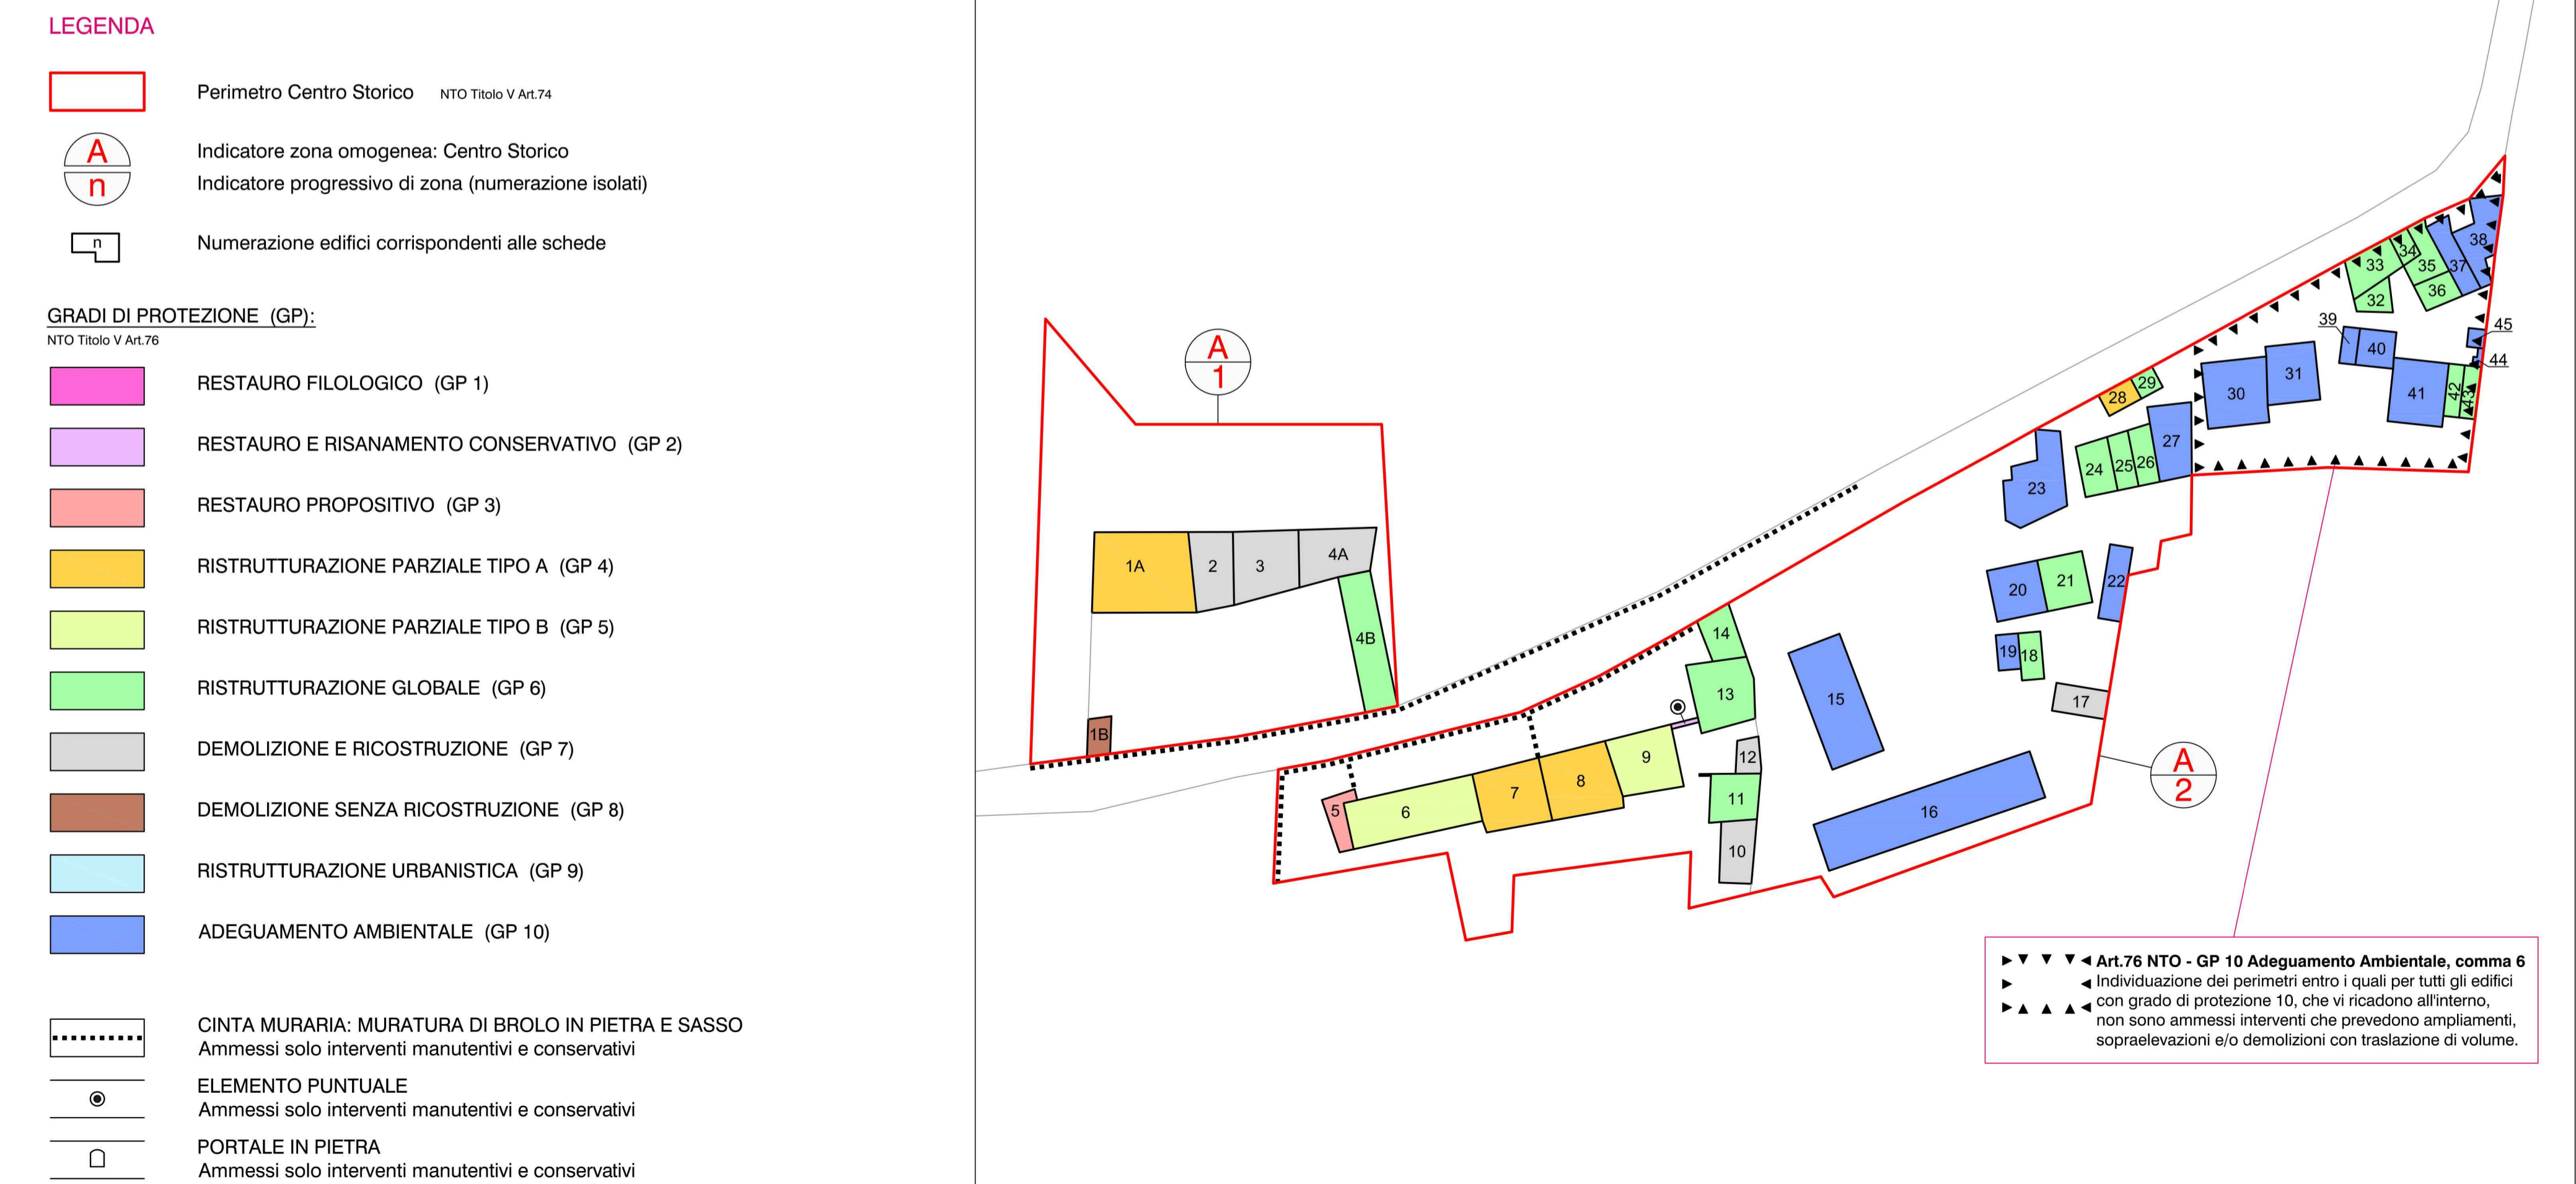 LEGENDA
Perimetro Centro Storico NTO Titolo V Art.74
A
n
Indicatore zona omogenea: Centro Storico
Indicatore progressivo di zona (numerazione isolati)
n
Numerazione edifici corrispondenti alle schede
GRADI DI PROTEZIONE (GP):
NTO Titolo V Art.76
RESTAURO FILOLOGICO (GP 1)
RESTAURO E RISANAMENTO CONSERVATIVO (GP 2)
RESTAURO PROPOSITIVO (GP 3)
RISTRUTTURAZIONE PARZIALE TIPO A (GP 4)
RISTRUTTURAZIONE PARZIALE TIPO B (GP 5)
RISTRUTTURAZIONE GLOBALE (GP 6)
DEMOLIZIONE E RICOSTRUZIONE (GP 7)
DEMOLIZIONE SENZA RICOSTRUZIONE (GP 8)
RISTRUTTURAZIONE URBANISTICA (GP 9)
ADEGUAMENTO AMBIENTALE (GP 10)
CINTA MURARIA: MURATURA DI BROLO IN PIETRA E SASSO
Ammessi solo interventi manutentivi e conservativi
ELEMENTO PUNTUALE
Ammessi solo interventi manutentivi e conservativi
PORTALE IN PIETRA
Ammessi solo interventi manutentivi e conservativi
A
1
1A
2
3
4A
4B
1B
5
6
7
8
9
10
11
12
13
14
15
16
17
18
19
20
21
22
23
24
25
26
27
28
29
30
31
32
33
34
35
36
37
38
39
40
41
42
43
44
45
A
2
Art.76 NTO - GP 10 Adeguamento Ambientale, comma 6
Individuazione dei perimetri entro i quali per tutti gli edifici
con grado di protezione 10, che vi ricadono all'interno,
non sono ammessi interventi che prevedono ampliamenti,
sopraelevazioni e/o demolizioni con traslazione di volume.